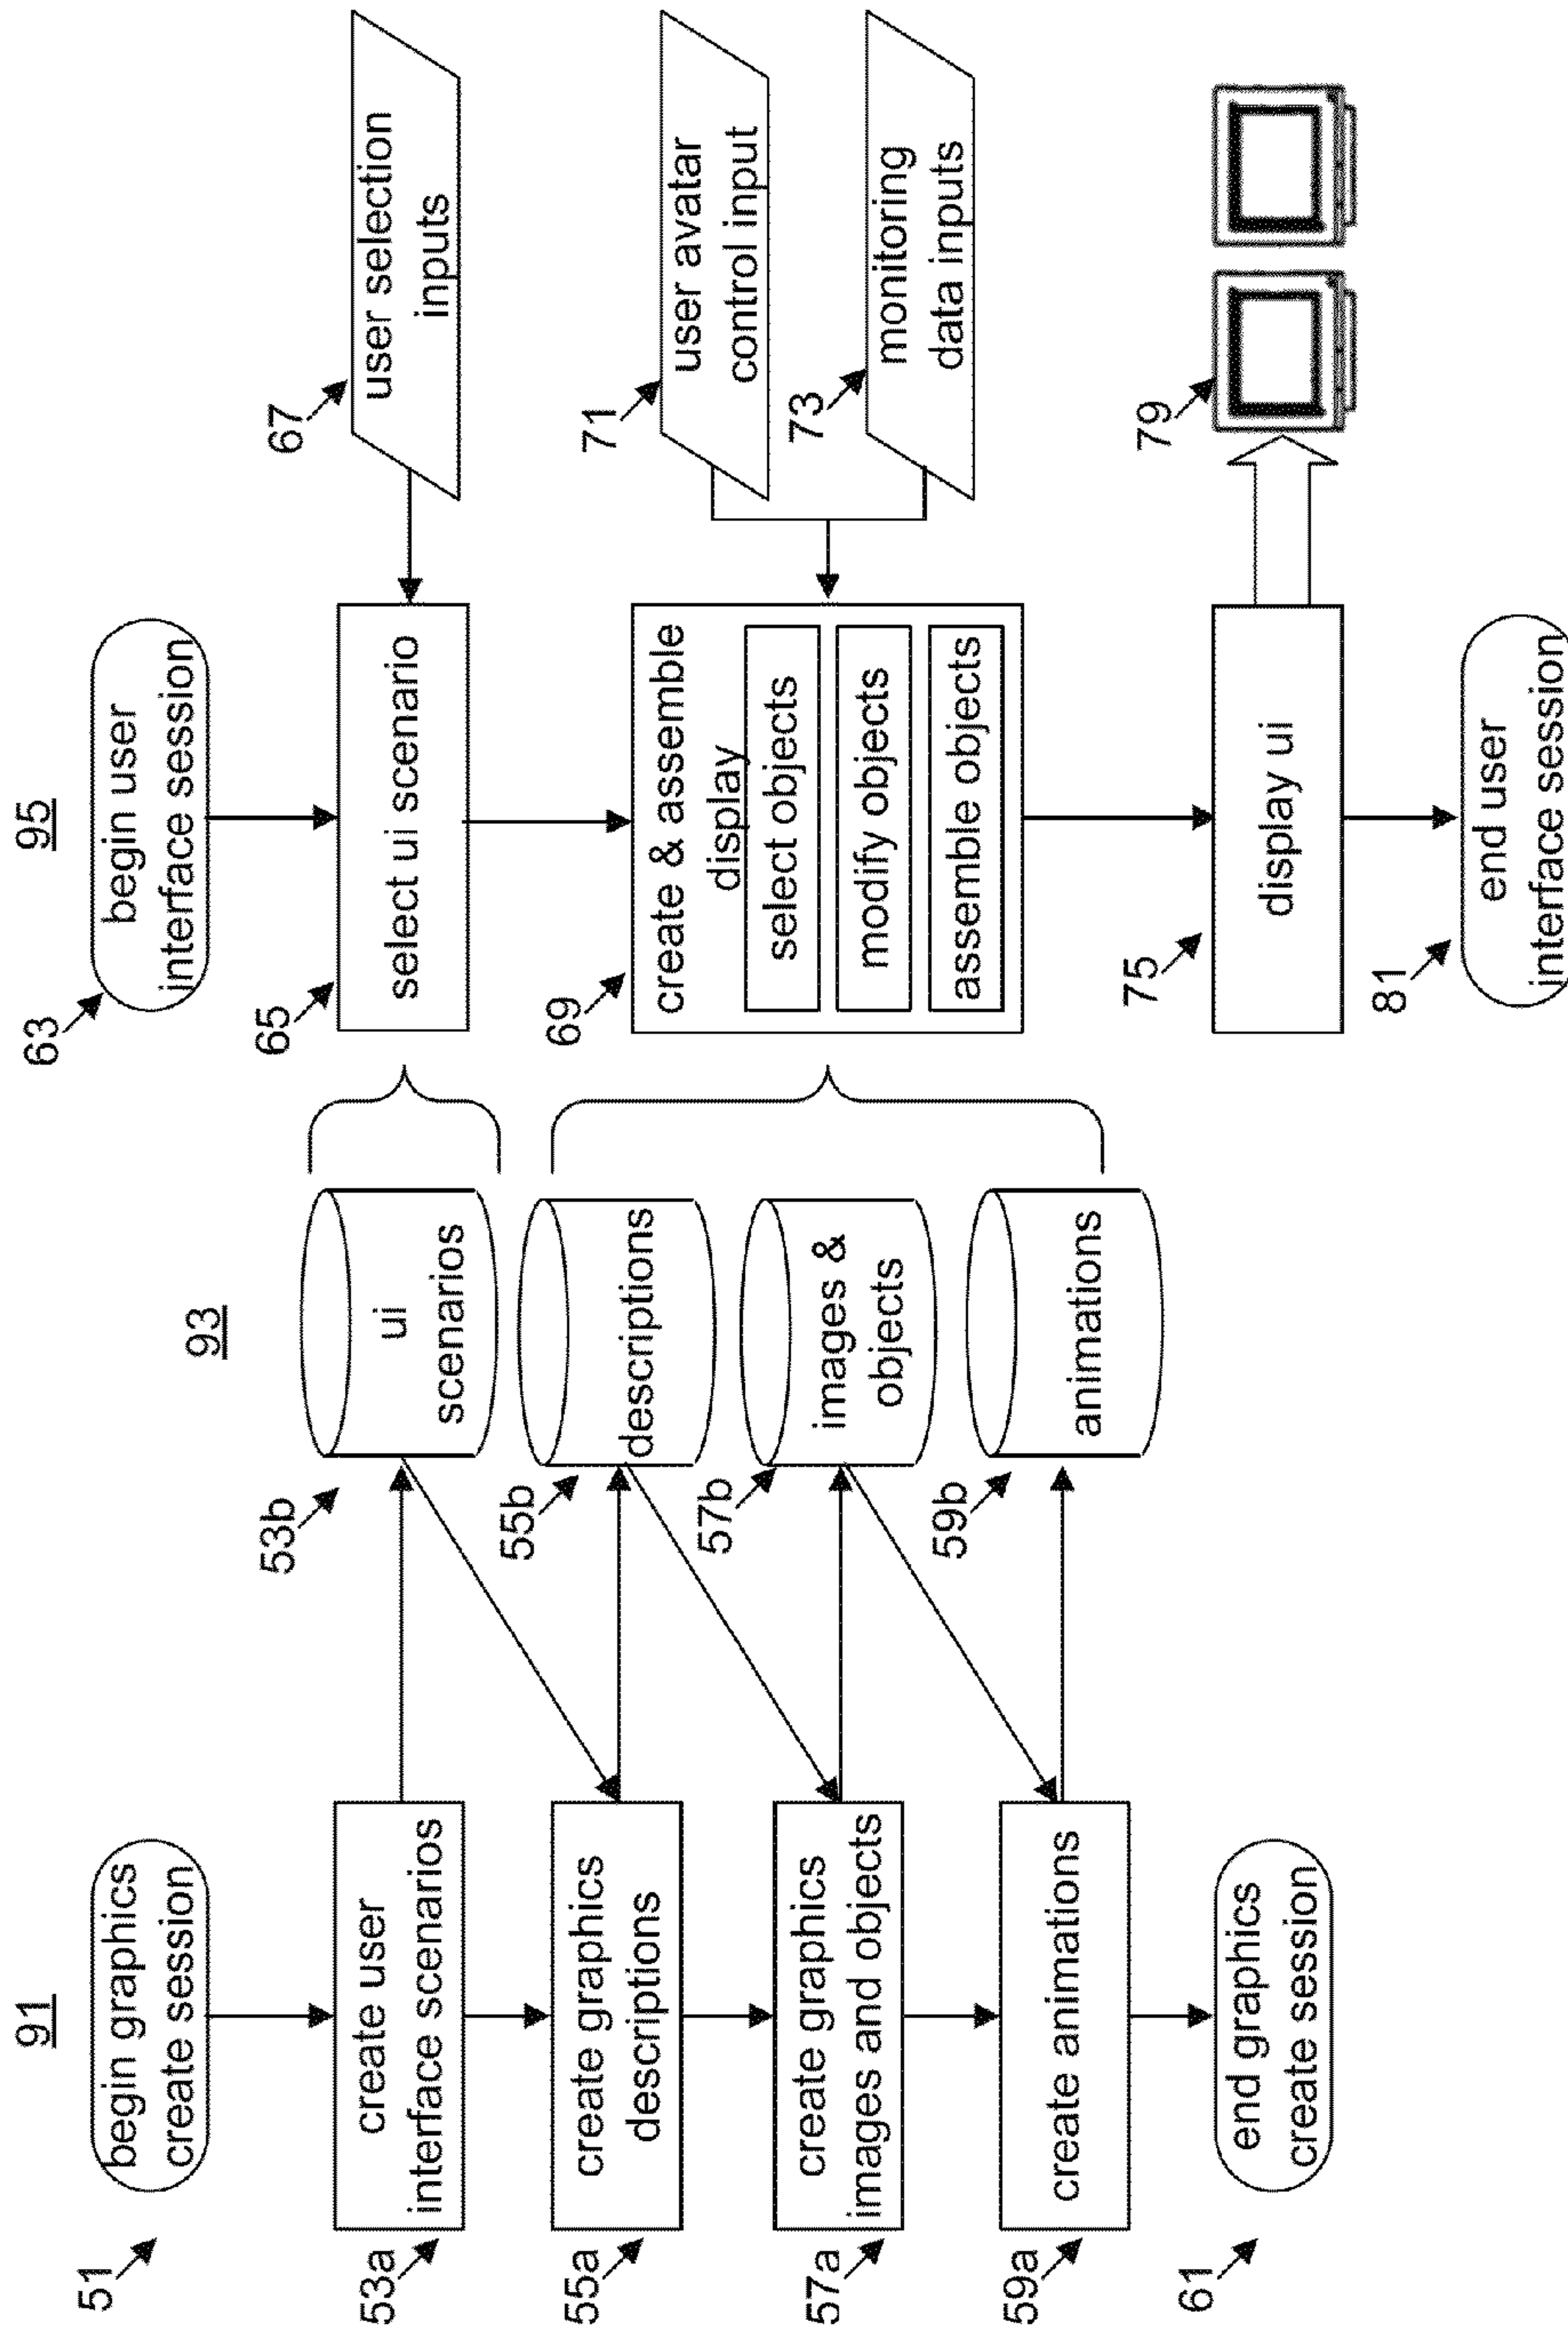 91
51
begin graphics
create session
53a
create user
interface scenarios
55a
create graphics
descriptions
57a
create graphics
images and objects
59a
create animations
61
end graphics
create session
93
53b
ui
scenarios
55b
descriptions
57b
images &
objects
59b
animations
95
63
begin user
interface session
65
select ui scenario
67
user selection
inputs
69
create & assemble
display
select objects
modify objects
assemble objects
71
user avatar
control input
73
monitoring
data inputs
75
display ui
79
81
end user
interface session